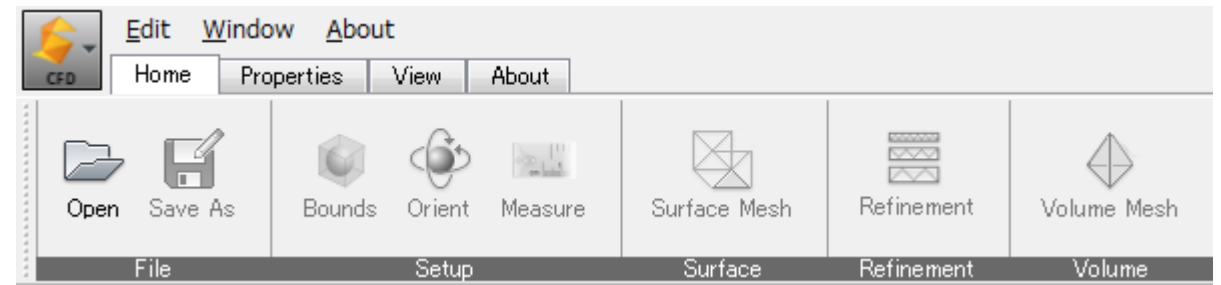 Edit Window About
CFD
Home Properties View About
Open Save As Bounds Orient Measure Surface Mesh Refinement Volume Mesh
File Setup Surface Refinement Volume